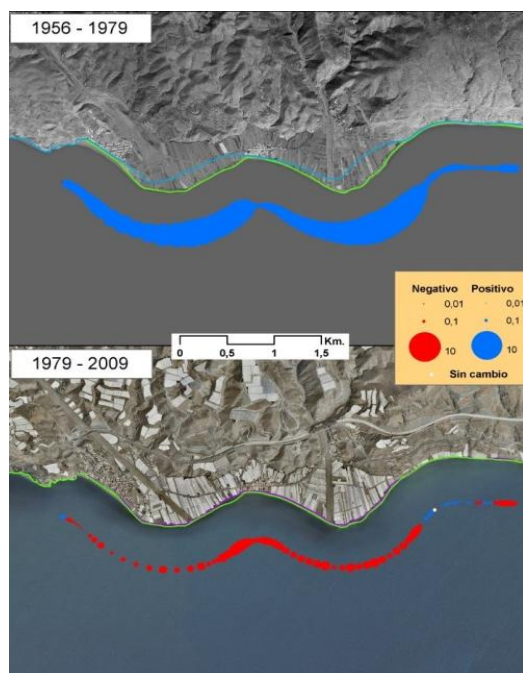 1956 - 1979
Negativo Positivo
0,01 0,01
0,1 0,1
10 10
Sin cambio
Km.
0 0,5 1 1,5
1979 - 2009